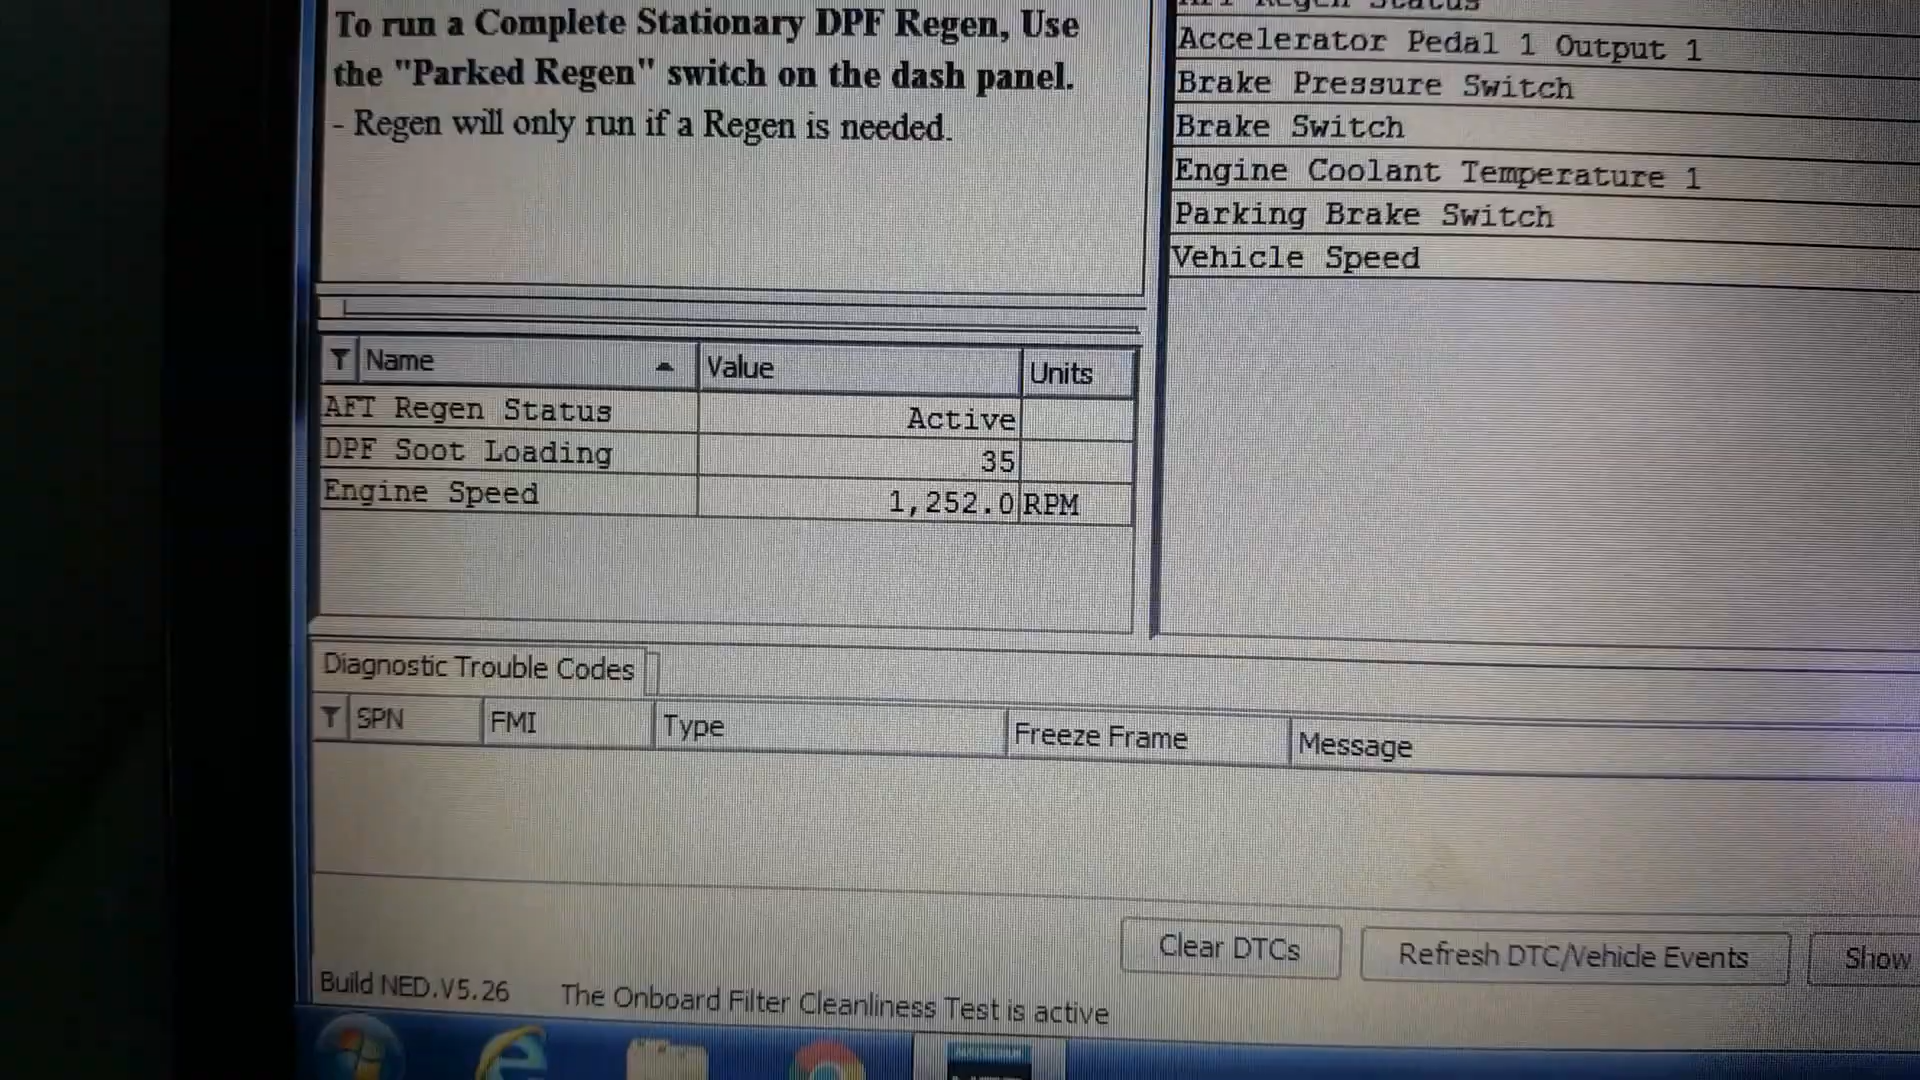 To run a Complete Stationary DPF Regen, Use
the "Parked Regen" switch on the dash panel.
- Regen will only run if a Regen is needed.
AFT Regen Status
Accelerator Pedal 1 Output 1
Brake Pressure Switch
Brake Switch
Engine Coolant Temperature 1
Parking Brake Switch
Vehicle Speed
Name Value Units
AFT Regen Status Active
DPF Soot Loading 35
Engine Speed 1,252.0 RPM
Diagnostic Trouble Codes
SPN FMI Type Freeze Frame Message
Clear DTCs Refresh DTC/Vehicle Events Show
Build NED.V5.26 The Onboard Filter Cleanliness Test is active